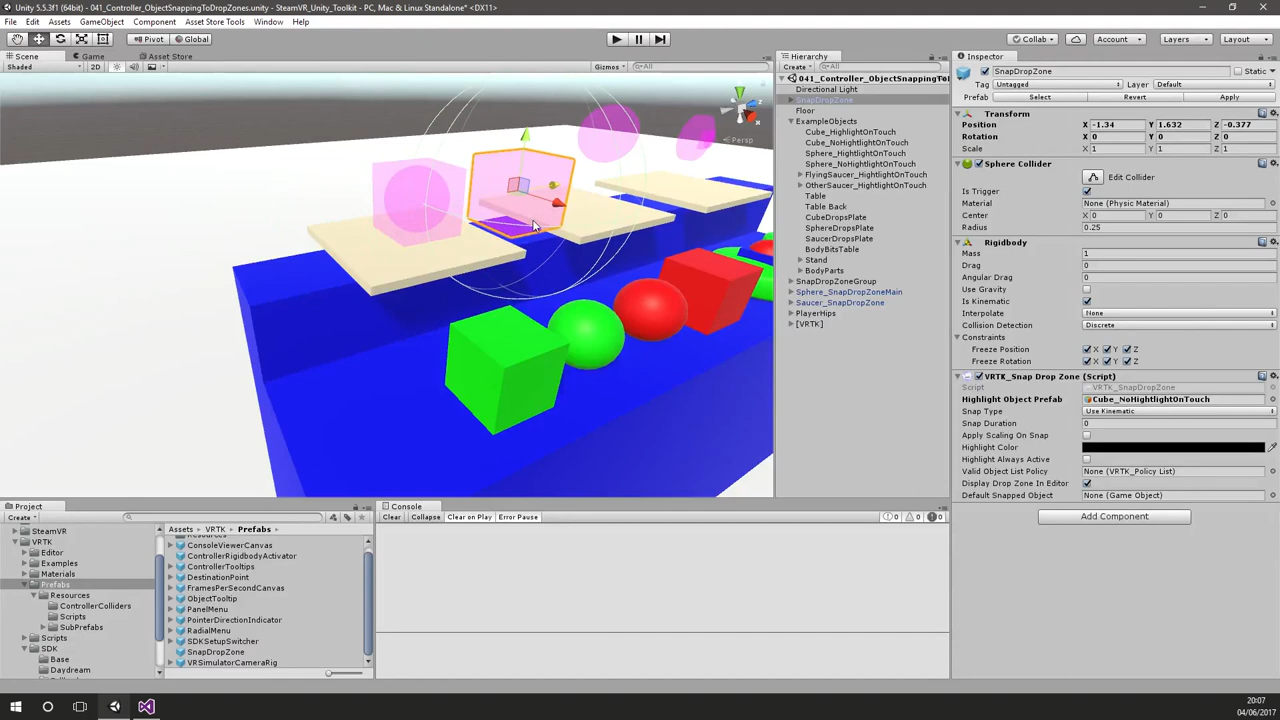 041_Controller_ObjectSnappingToDropZones.unity - SteamVR_Unity_Toolkit - PC, Mac & Linux Standalone* <DX11>
Unity 5.5.3f1 (64bit) -
File Edit Assets GameObject Component Asset Store Tools Window Help
Pivot Global Collab Account Layers Layout
Scene Game Asset Store
Shaded 2D Gizmos All
Persp
Hierarchy
Create All
041_Controller_ObjectSnappingTo
Directional Light
SnapDropZone
Floor
ExampleObjects
Cube_HighlightOnTouch
Cube_NoHightlightOnTouch
Sphere_HightlightOnTouch
Sphere_NoHightlightOnTouch
FlyingSaucer_HightlightOnTouch
OtherSaucer_HightlightOnTouch
Table
Table Back
CubeDropsPlate
SphereDropsPlate
SaucerDropsPlate
BodyBitsTable
Stand
BodyParts
SnapDropZoneGroup
Sphere_SnapDropZoneMain
Saucer_SnapDropZone
PlayerHips
[VRTK]
Inspector
SnapDropZone Static
Tag Untagged Layer Default
Prefab Select Revert Apply
Transform
Position X -1.34 Y 1.632 Z -0.377
Rotation X 0 Y 0 Z 0
Scale X 1 Y 1 Z 1
Sphere Collider
Edit Collider
Is Trigger
Material None (Physic Material)
Center X 0 Y 0 Z 0
Radius 0.25
Rigidbody
Mass 1
Drag 0
Angular Drag 0
Use Gravity
Is Kinematic
Interpolate None
Collision Detection Discrete
Constraints
Freeze Position X Y Z
Freeze Rotation X Y Z
VRTK_Snap Drop Zone (Script)
Script VRTK_SnapDropZone
Highlight Object Prefab Cube_NoHightlightOnTouch
Snap Type Use Kinematic
Snap Duration 0
Apply Scaling On Snap
Highlight Color
Highlight Always Active
Valid Object List Policy None (VRTK_Policy List)
Display Drop Zone In Editor
Default Snapped Object None (Game Object)
Add Component
Project
Create
SteamVR
VRTK
Editor
Examples
Materials
Prefabs
Resources
ControllerColliders
Scripts
SubPrefabs
Scripts
SDK
Base
Daydream
Assets VRTK Prefabs
Resources
ConsoleViewerCanvas
ControllerRigidbodyActivator
ControllerTooltips
DestinationPoint
FramesPerSecondCanvas
ObjectTooltip
PanelMenu
PointerDirectionIndicator
RadialMenu
SDKSetupSwitcher
SnapDropZone
VRSimulatorCameraRig
Console
Clear Collapse Clear on Play Error Pause 0 0 0
20:07
04/06/2017